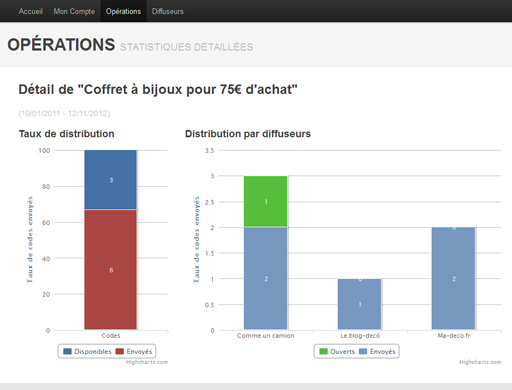 Accueil Mon Compte Opérations Diffuseurs
OPÉRATIONS STATISTIQUES DÉTAILLÉES
Détail de "Coffret à bijoux pour 75€ d'achat"
(10/01/2011 - 12/11/2012)
Taux de distribution
Taux de codes envoyés
100
80
60
40
20
0
3
6
Codes
Disponibles Envoyés
Highcharts.com
Distribution par diffuseurs
Taux de codes envoyés
3.5
3
2.5
2
1.5
1
0.5
0
1
2
0
1
0
2
Comme un camion Le blog-deco Ma-deco.fr
Ouverts Envoyés
Highcharts.com